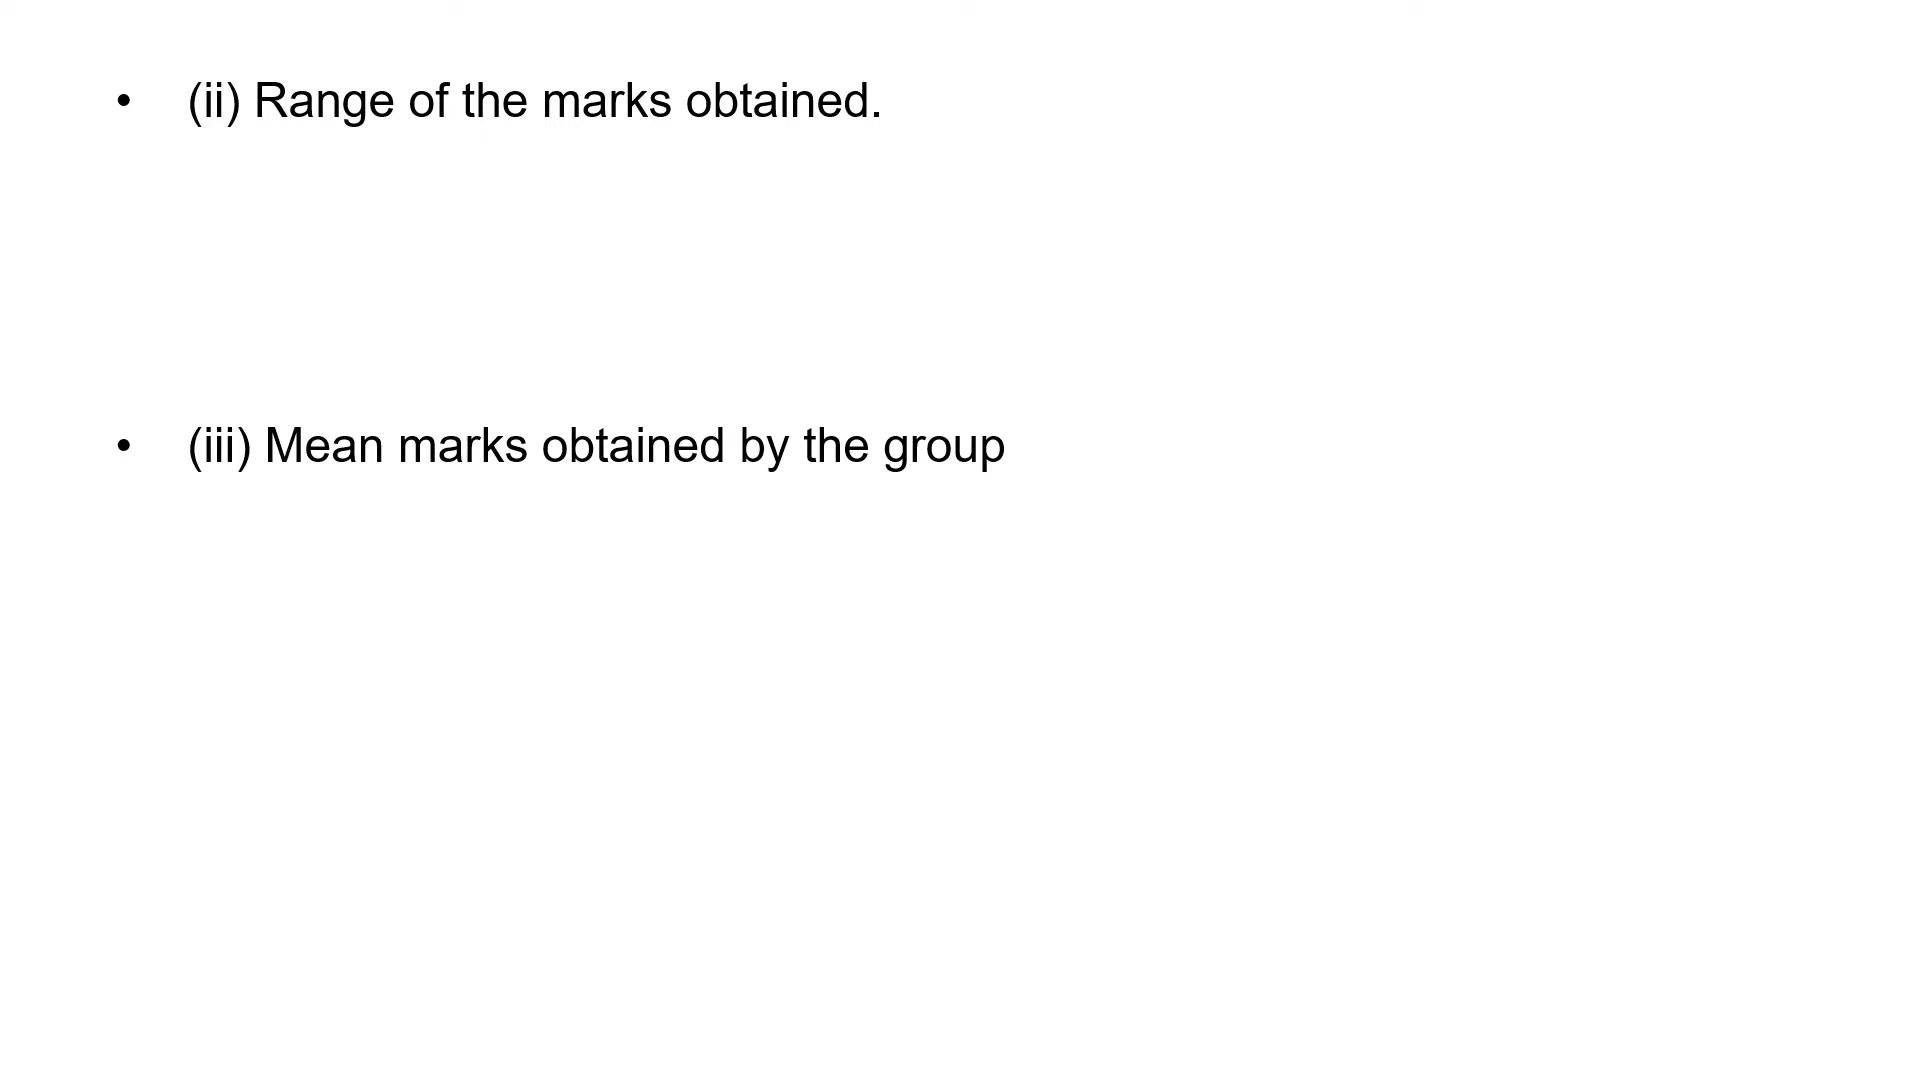 • (ii) Range of the marks obtained.
• (iii) Mean marks obtained by the group